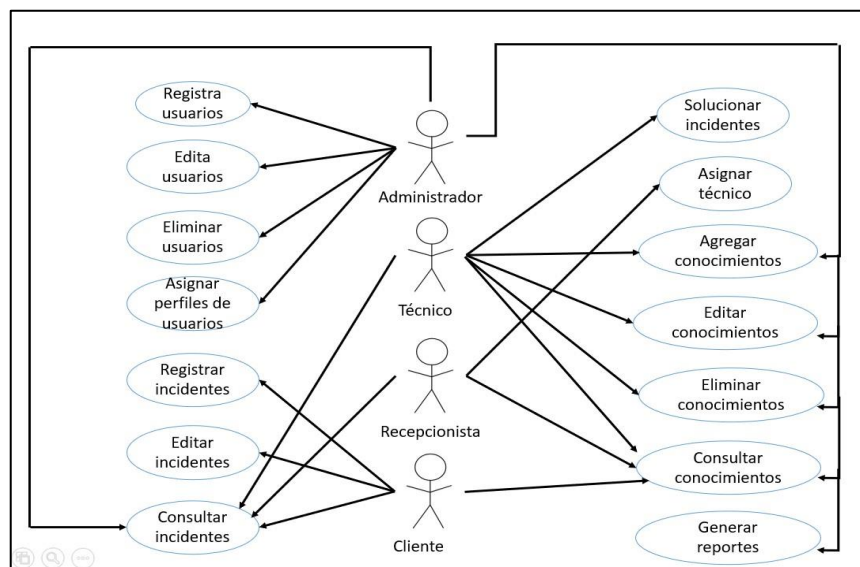 Registra
usuarios
Edita
usuarios
Eliminar
usuarios
Asignar
perfiles de
usuarios
Registrar
incidentes
Editar
incidentes
Consultar
incidentes
Administrador
Técnico
Recepcionista
Cliente
Solucionar
incidentes
Asignar
técnico
Agregar
conocimientos
Editar
conocimientos
Eliminar
conocimientos
Consultar
conocimientos
Generar
reportes